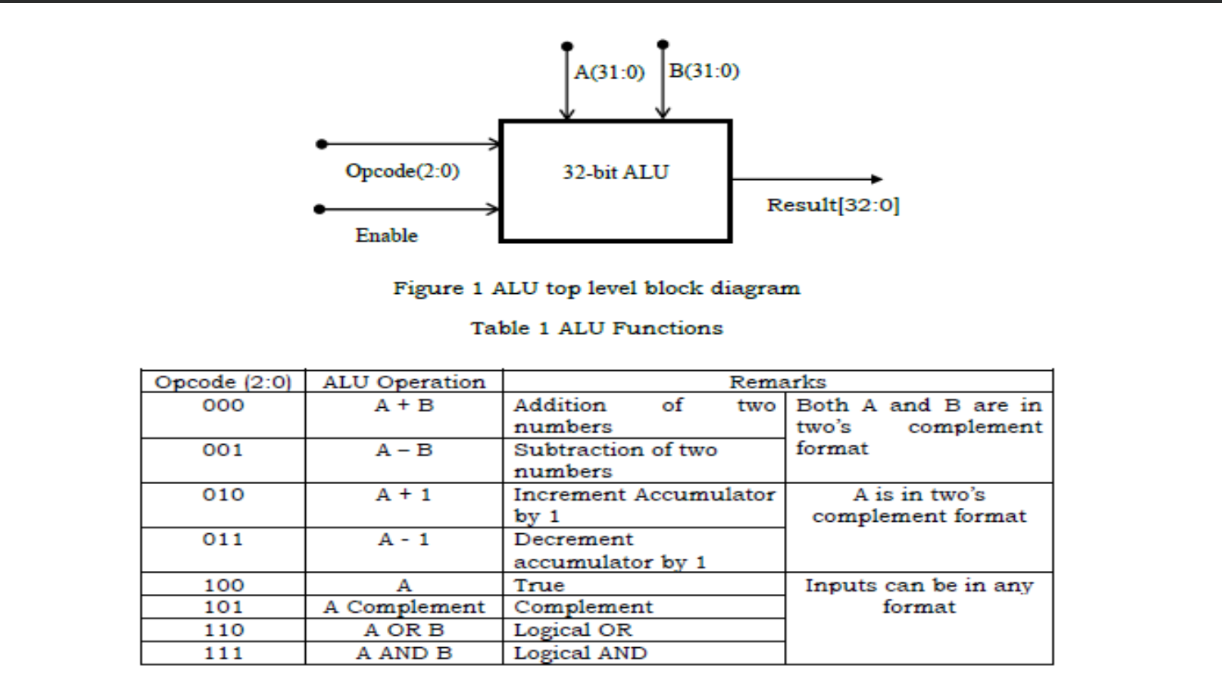 A(31:0) B(31:0)
Opcode(2:0)
32-bit ALU
Result[32:0]
Enable
Figure 1 ALU top level block diagram
Table 1 ALU Functions
Opcode (2:0) ALU Operation Remarks
000 A + B Addition of two numbers Both A and B are in two's complement format
001 A – B Subtraction of two numbers
010 A + 1 Increment Accumulator by 1 A is in two's complement format
011 A - 1 Decrement accumulator by 1
100 A True Inputs can be in any format
101 A Complement Complement
110 A OR B Logical OR
111 A AND B Logical AND